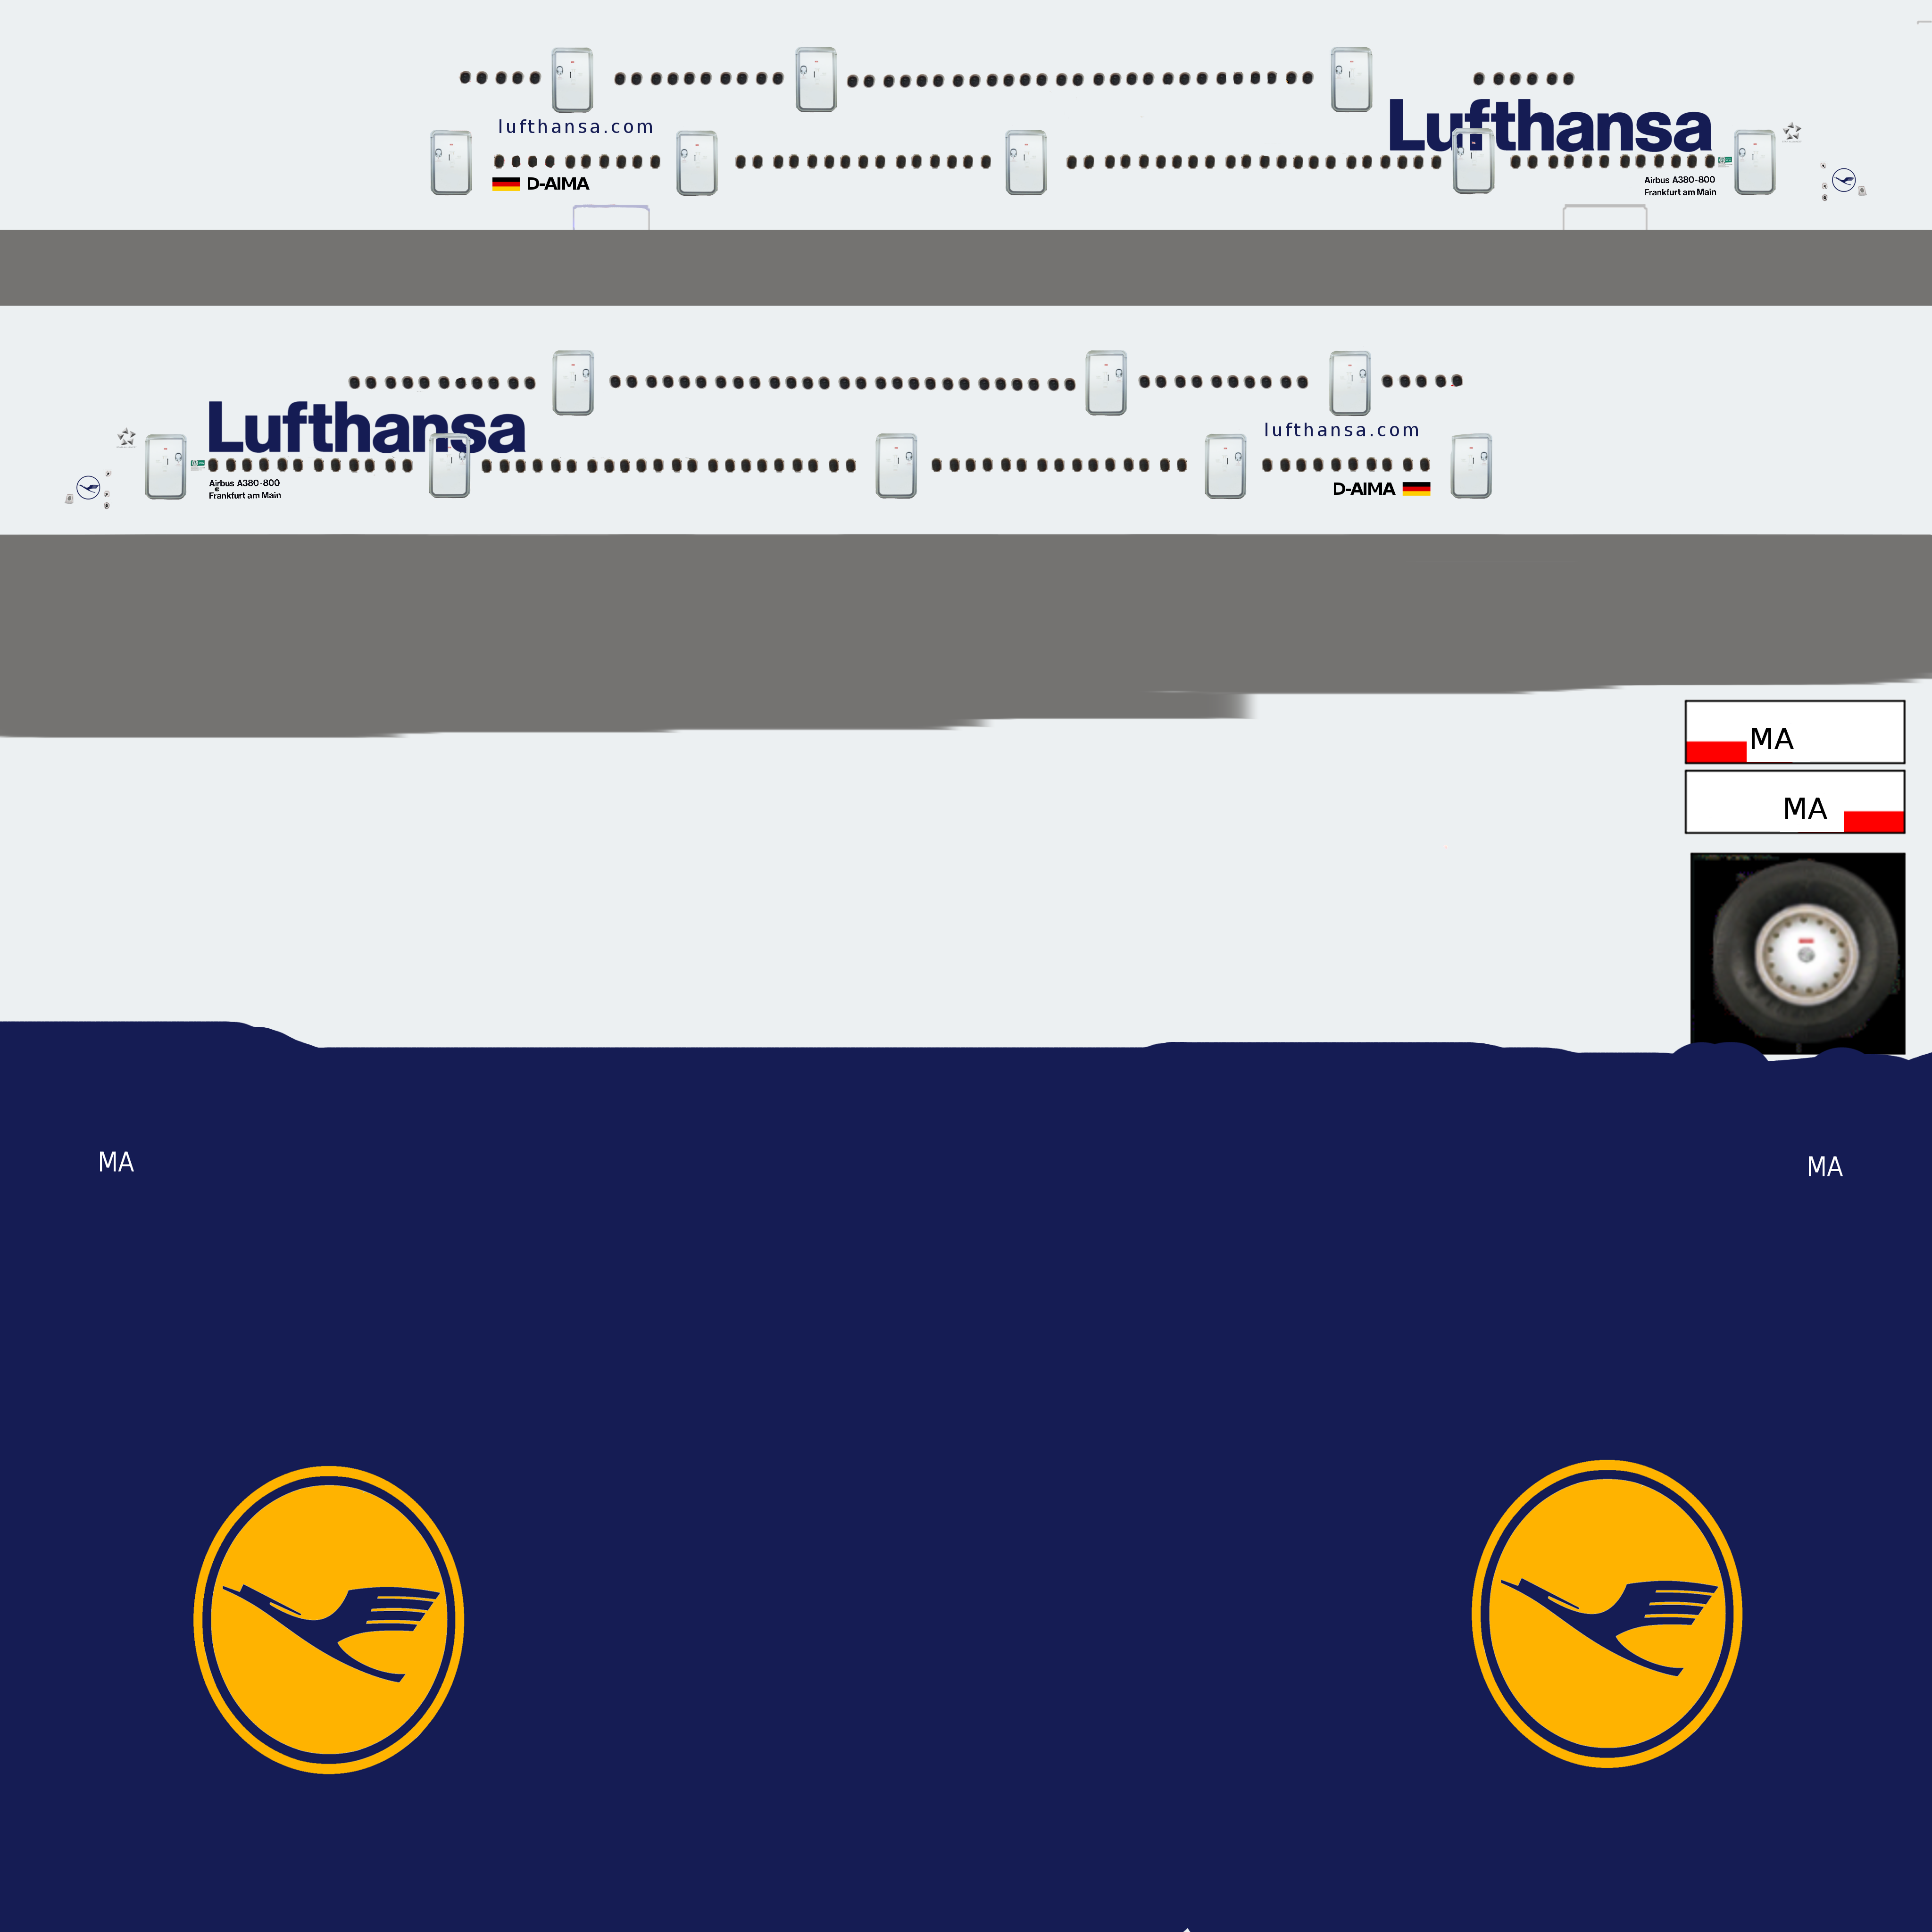 lufthansa.com
Lufthansa
D-AIMA
Airbus A380-800
Frankfurt am Main
Lufthansa
lufthansa.com
Airbus A380-800
Frankfurt am Main
D-AIMA
MA
MA
MA
MA